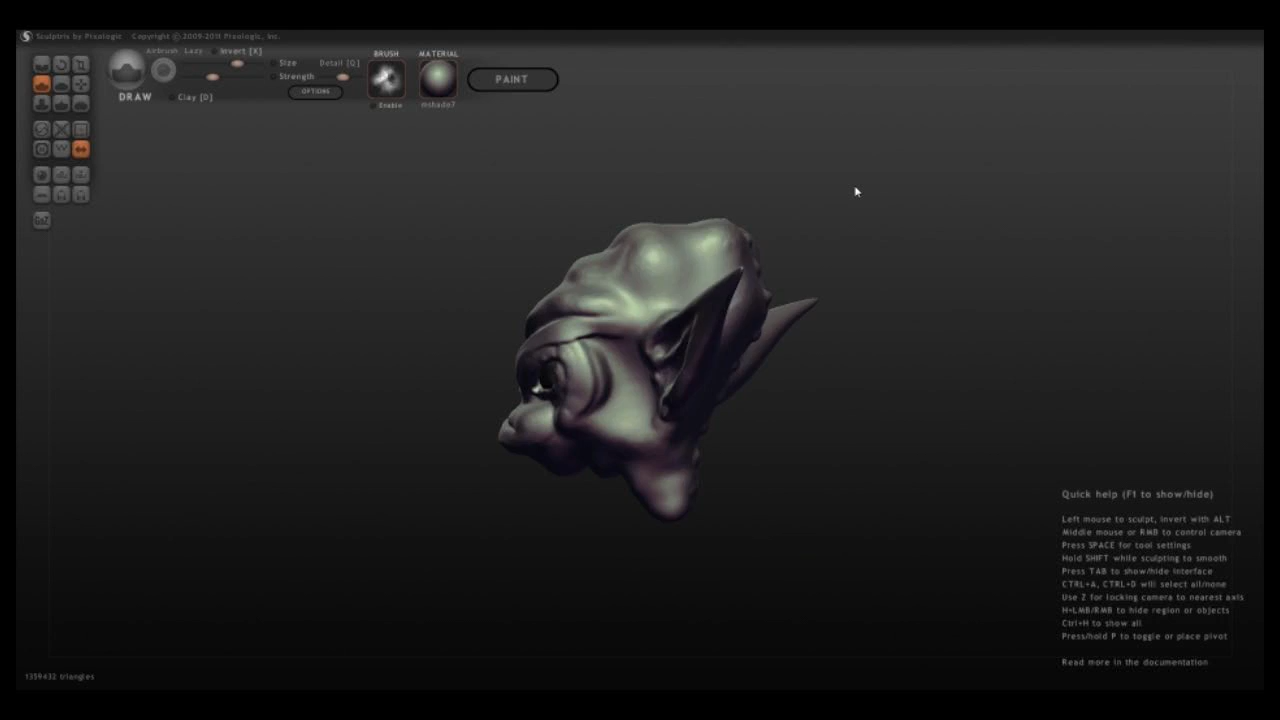 Sculptris by Pixologic   Copyright © 2009-2011 Pixologic, Inc.
Airbrush Lazy Invert [X]
Size Detail [Q]
Strength
OPTIONS
DRAW Clay [D]
BRUSH
Enable
MATERIAL
mshade7
PAINT
GoZ
Quick help (F1 to show/hide)
Left mouse to sculpt, invert with ALT
Middle mouse or RMB to control camera
Press SPACE for tool settings
Hold SHIFT while sculpting to smooth
Press TAB to show/hide interface
CTRL+A, CTRL+D will select all/none
Use Z for locking camera to nearest axis
H+LMB/RMB to hide region or objects
Ctrl+H to show all
Press/hold P to toggle or place pivot
Read more in the documentation
1359432 triangles